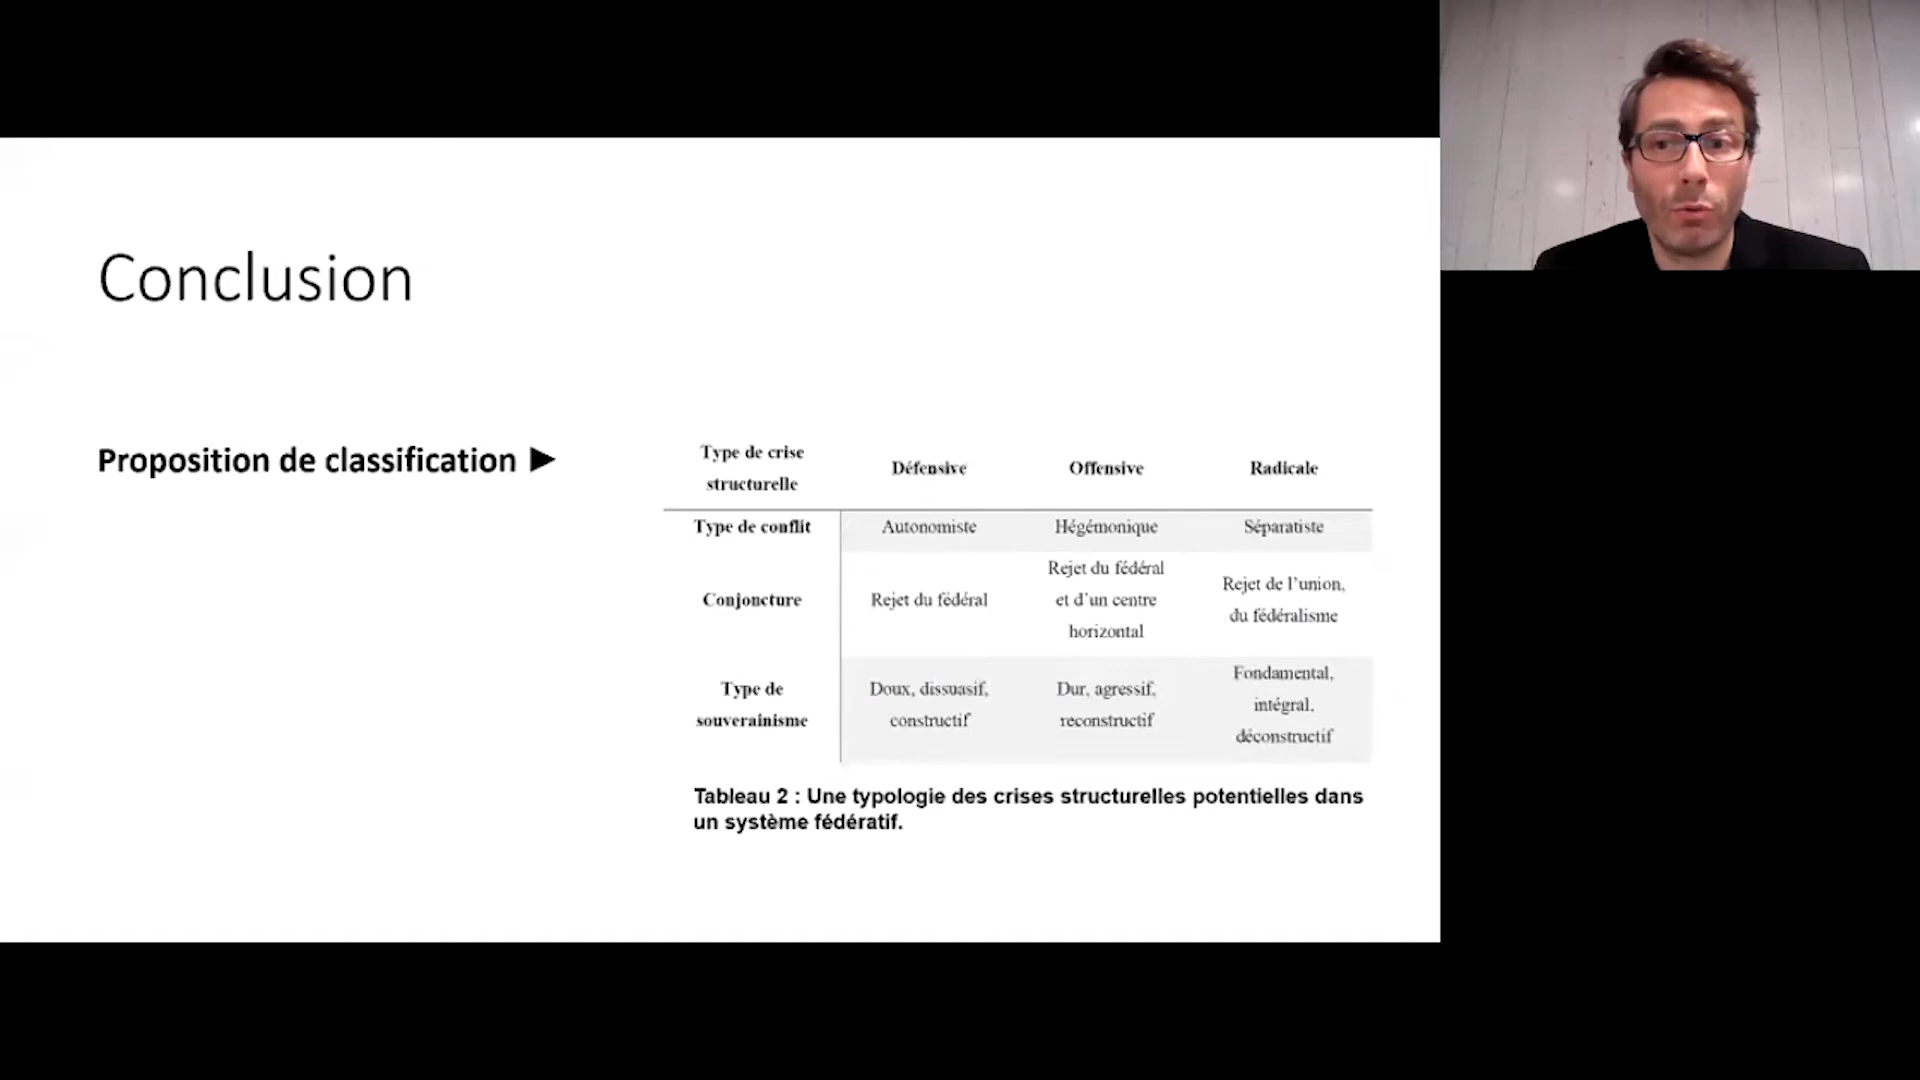 Conclusion
Proposition de classification ►
Type de crise
structurelle
Défensive
Offensive
Radicale
Type de conflit
Autonomiste
Hégémonique
Séparatiste
Conjoncture
Rejet du fédéral
Rejet du fédéral
et d'un centre
horizontal
Rejet de l'union,
du fédéralisme
Type de
souverainisme
Doux, dissuasif,
constructif
Dur, agressif,
reconstructif
Fondamental,
intégral,
déconstructif
Tableau 2 : Une typologie des crises structurelles potentielles dans
un système fédératif.